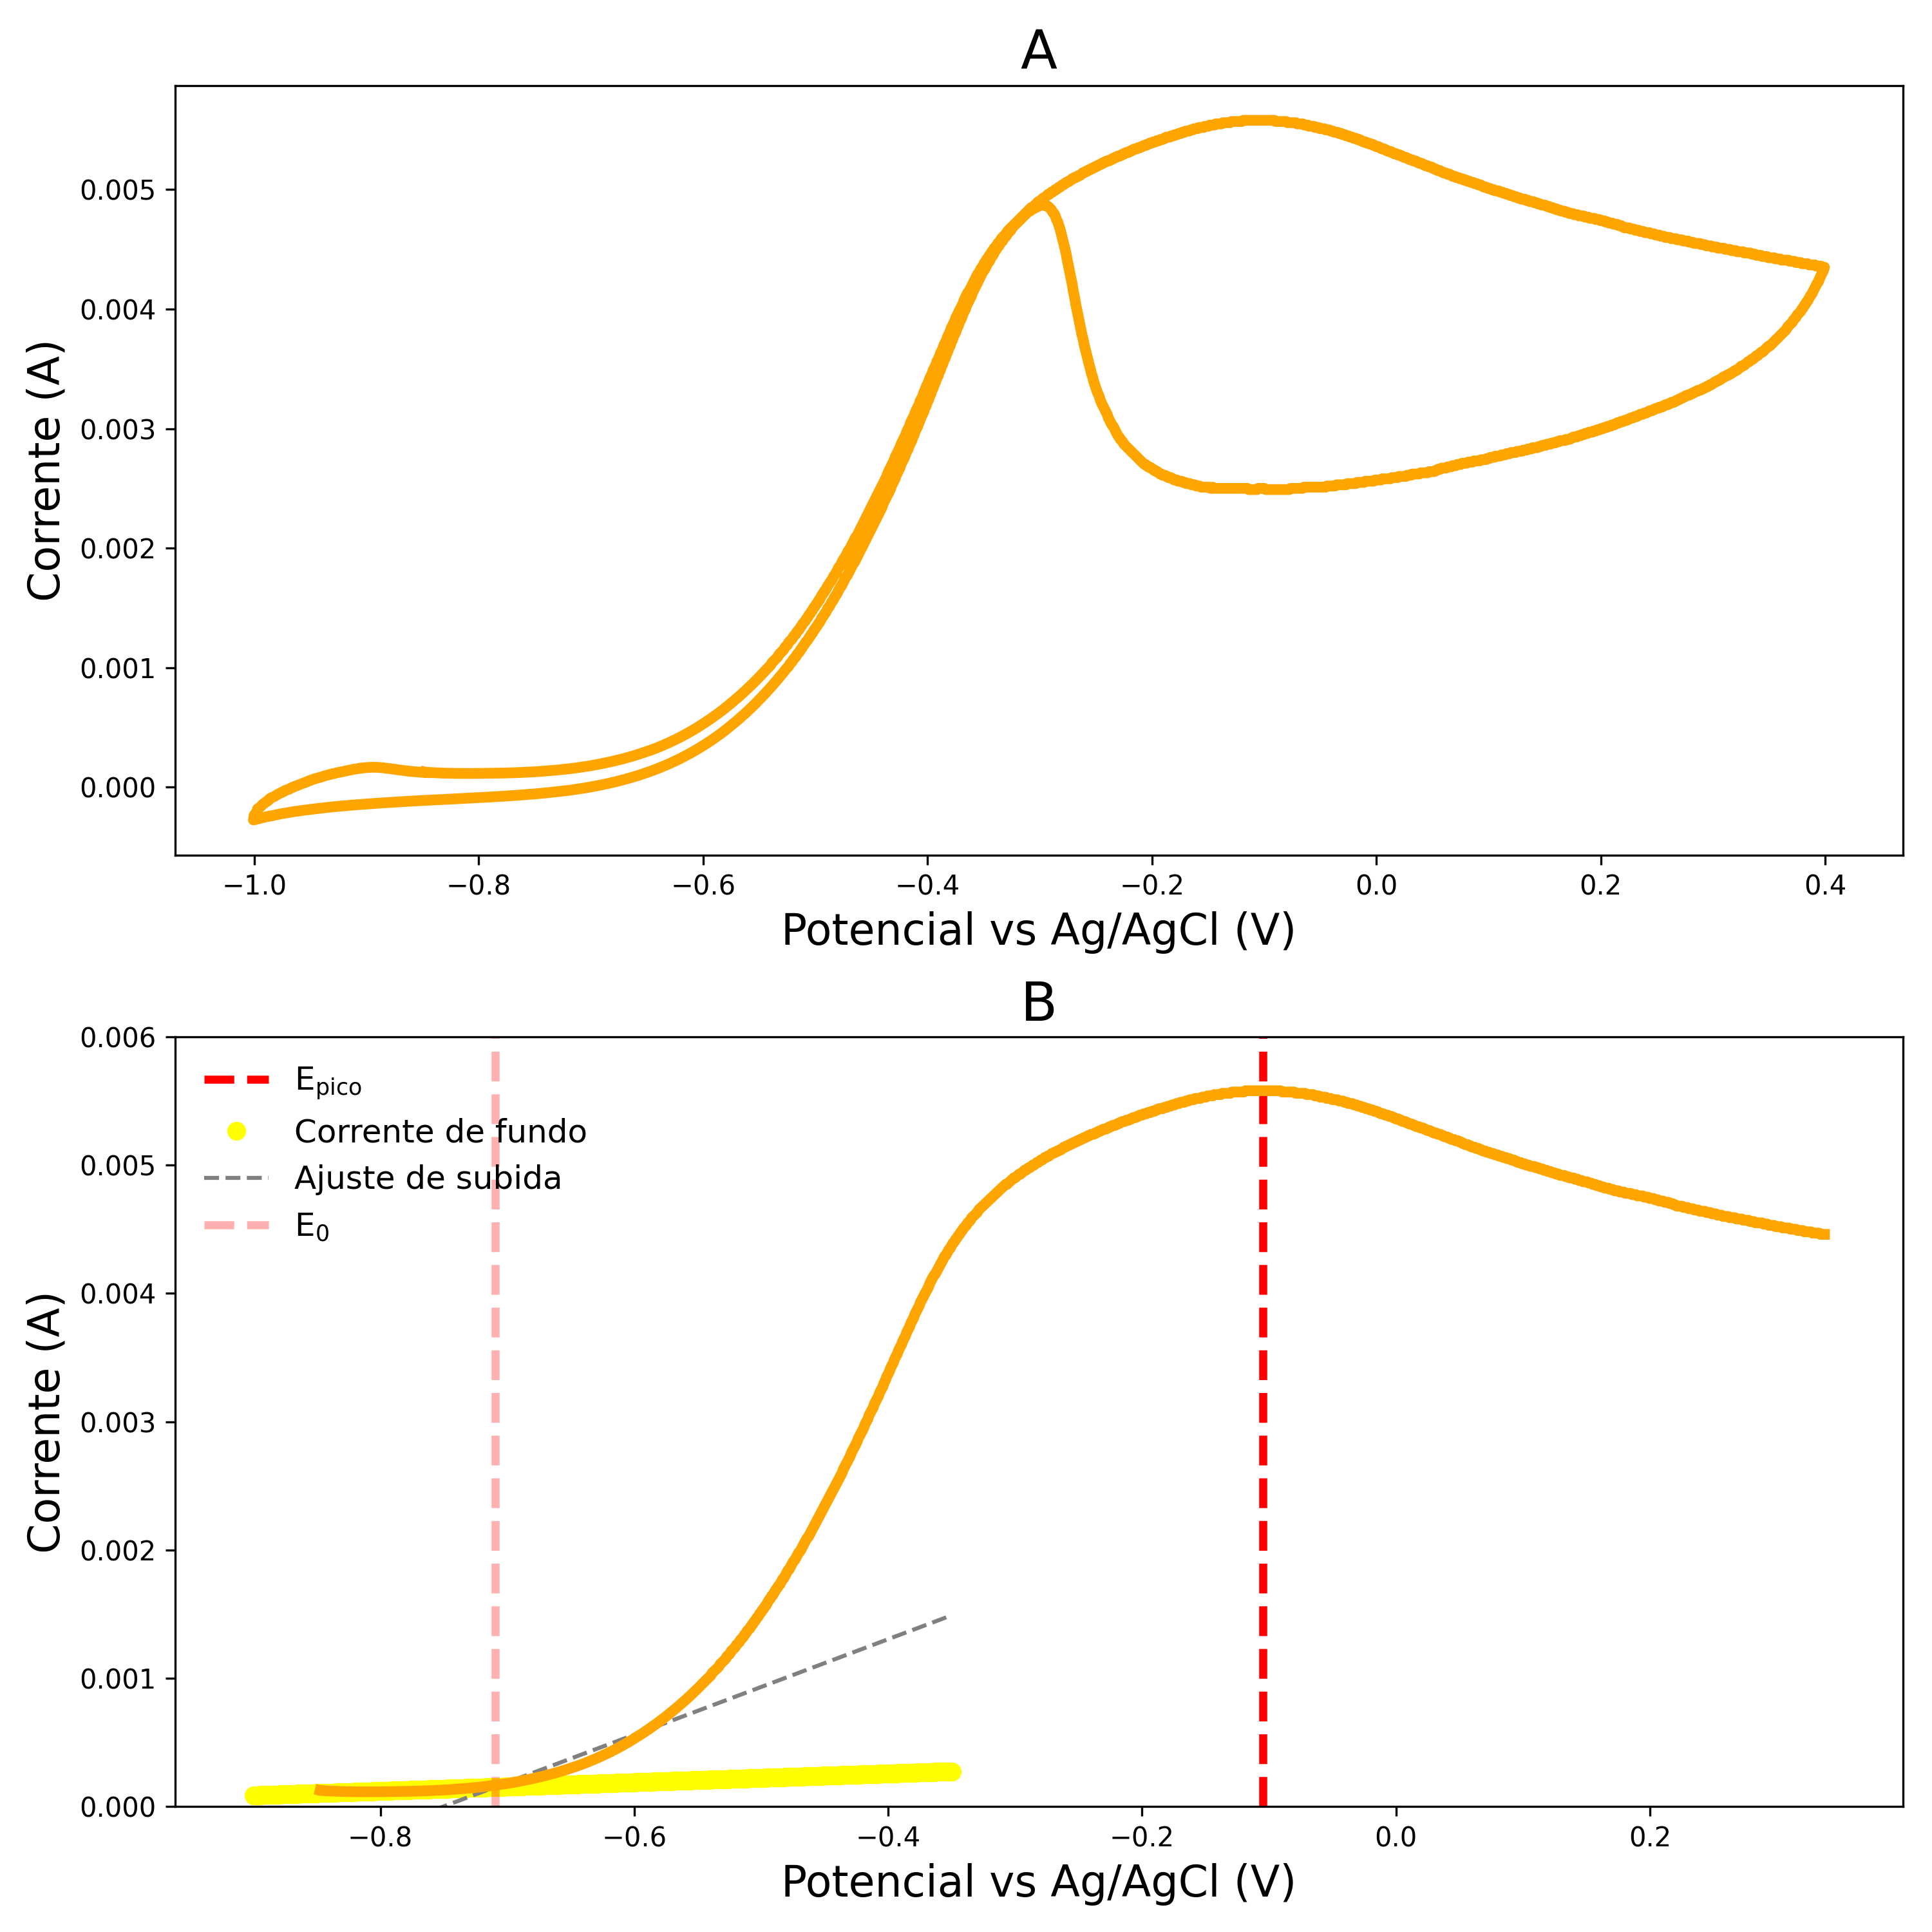 A
Corrente (A)
0.005
0.004
0.003
0.002
0.001
0.000
−1.0 −0.8 −0.6 −0.4 −0.2 0.0 0.2 0.4
Potencial vs Ag/AgCl (V)
B
Corrente (A)
0.006
0.005
0.004
0.003
0.002
0.001
0.000
E_pico
Corrente de fundo
Ajuste de subida
E_0
−0.8 −0.6 −0.4 −0.2 0.0 0.2
Potencial vs Ag/AgCl (V)